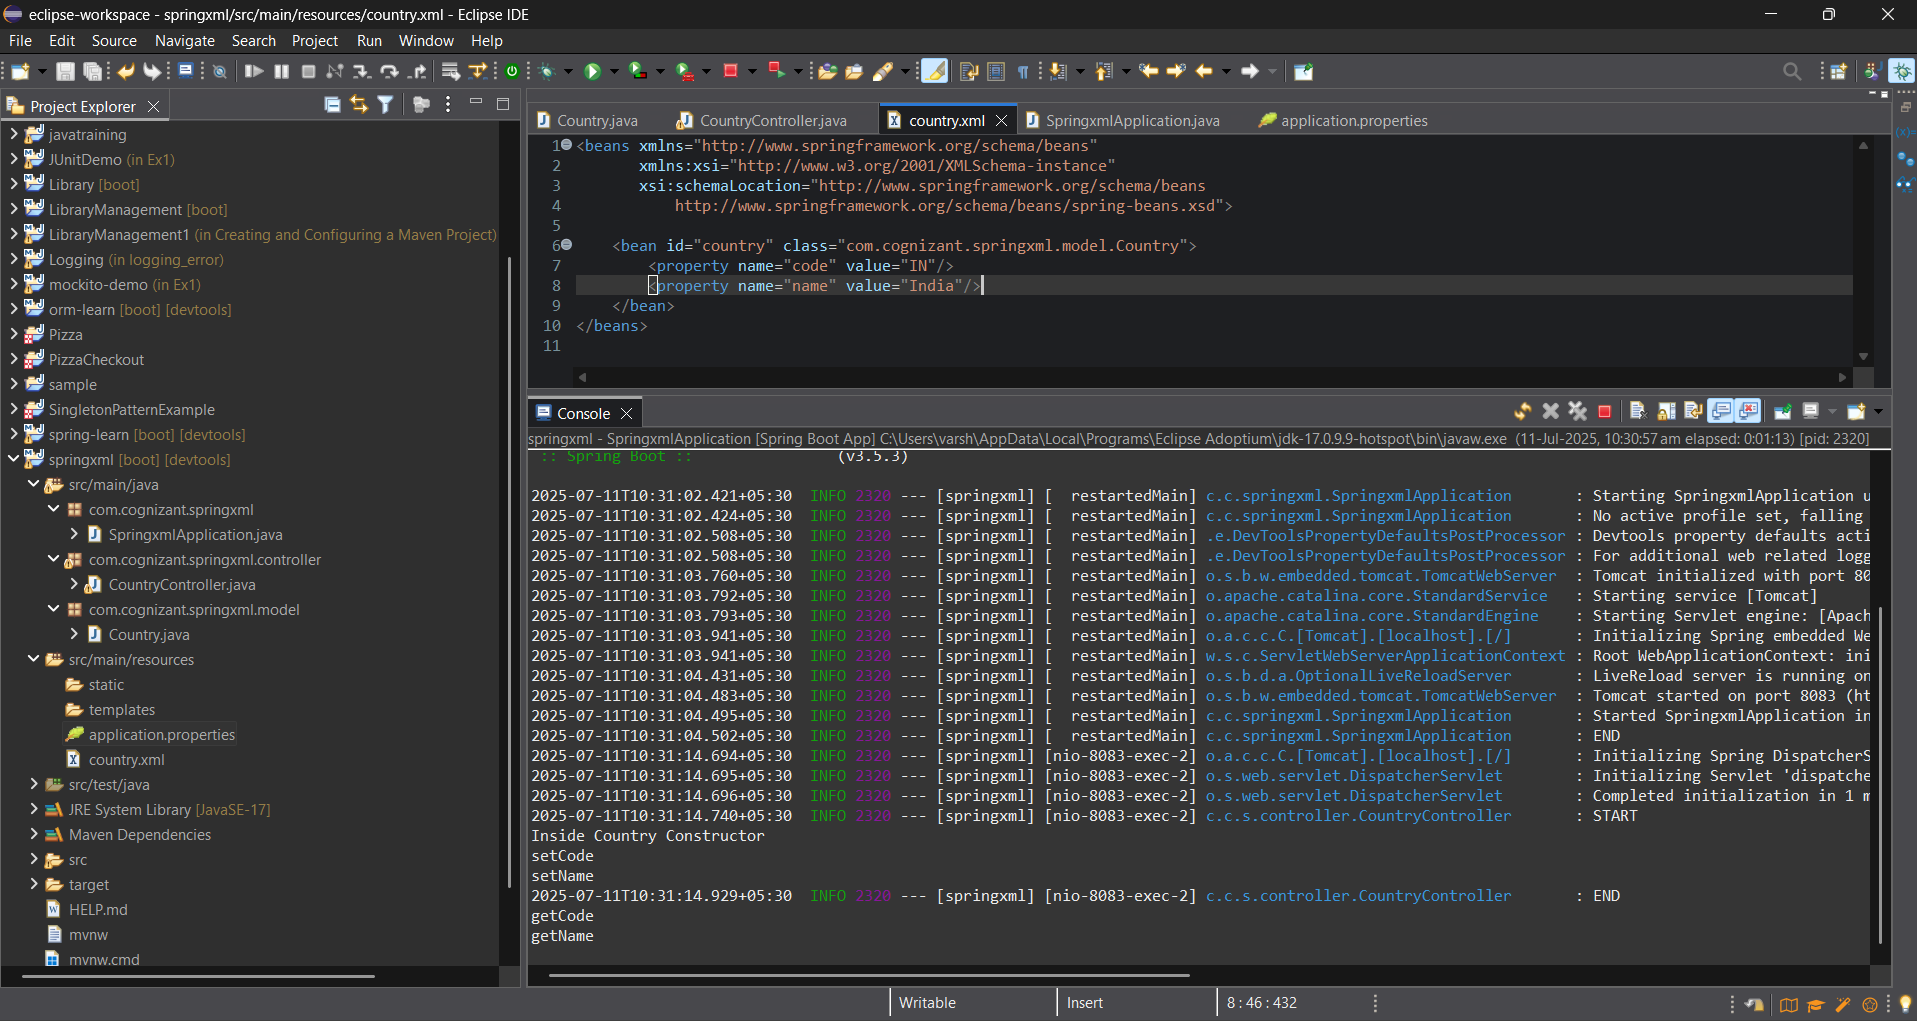 eclipse-workspace - springxml/src/main/resources/country.xml - Eclipse IDE
File Edit Source Navigate Search Project Run Window Help
Project Explorer
javatraining
JUnitDemo (in Ex1)
Library [boot]
LibraryManagement [boot]
LibraryManagement1 (in Creating and Configuring a Maven Project)
Logging (in logging_error)
mockito-demo (in Ex1)
orm-learn [boot] [devtools]
Pizza
PizzaCheckout
sample
SingletonPatternExample
spring-learn [boot] [devtools]
springxml [boot] [devtools]
src/main/java
com.cognizant.springxml
SpringxmlApplication.java
com.cognizant.springxml.controller
CountryController.java
com.cognizant.springxml.model
Country.java
src/main/resources
static
templates
application.properties
country.xml
src/test/java
JRE System Library [JavaSE-17]
Maven Dependencies
src
target
HELP.md
mvnw
mvnw.cmd
Country.java CountryController.java country.xml SpringxmlApplication.java application.properties
1 <beans xmlns="http://www.springframework.org/schema/beans"
2 xmlns:xsi="http://www.w3.org/2001/XMLSchema-instance"
3 xsi:schemaLocation="http://www.springframework.org/schema/beans
4 http://www.springframework.org/schema/beans/spring-beans.xsd">
5
6 <bean id="country" class="com.cognizant.springxml.model.Country">
7 <property name="code" value="IN"/>
8 <property name="name" value="India"/>
9 </bean>
10 </beans>
11
Console
springxml - SpringxmlApplication [Spring Boot App] C:\Users\varsh\AppData\Local\Programs\Eclipse Adoptium\jdk-17.0.9.9-hotspot\bin\javaw.exe (11-Jul-2025, 10:30:57 am elapsed: 0:01:13) [pid: 2320]
:: Spring Boot :: (v3.5.3)
2025-07-11T10:31:02.421+05:30 INFO 2320 --- [springxml] [ restartedMain] c.c.springxml.SpringxmlApplication : Starting SpringxmlApplication u
2025-07-11T10:31:02.424+05:30 INFO 2320 --- [springxml] [ restartedMain] c.c.springxml.SpringxmlApplication : No active profile set, falling
2025-07-11T10:31:02.508+05:30 INFO 2320 --- [springxml] [ restartedMain] .e.DevToolsPropertyDefaultsPostProcessor : Devtools property defaults acti
2025-07-11T10:31:02.508+05:30 INFO 2320 --- [springxml] [ restartedMain] .e.DevToolsPropertyDefaultsPostProcessor : For additional web related logg
2025-07-11T10:31:03.760+05:30 INFO 2320 --- [springxml] [ restartedMain] o.s.b.w.embedded.tomcat.TomcatWebServer : Tomcat initialized with port 80
2025-07-11T10:31:03.792+05:30 INFO 2320 --- [springxml] [ restartedMain] o.apache.catalina.core.StandardService : Starting service [Tomcat]
2025-07-11T10:31:03.793+05:30 INFO 2320 --- [springxml] [ restartedMain] o.apache.catalina.core.StandardEngine : Starting Servlet engine: [Apach
2025-07-11T10:31:03.941+05:30 INFO 2320 --- [springxml] [ restartedMain] o.a.c.c.C.[Tomcat].[localhost].[/] : Initializing Spring embedded We
2025-07-11T10:31:03.941+05:30 INFO 2320 --- [springxml] [ restartedMain] w.s.c.ServletWebServerApplicationContext : Root WebApplicationContext: ini
2025-07-11T10:31:04.431+05:30 INFO 2320 --- [springxml] [ restartedMain] o.s.b.d.a.OptionalLiveReloadServer : LiveReload server is running on
2025-07-11T10:31:04.483+05:30 INFO 2320 --- [springxml] [ restartedMain] o.s.b.w.embedded.tomcat.TomcatWebServer : Tomcat started on port 8083 (ht
2025-07-11T10:31:04.495+05:30 INFO 2320 --- [springxml] [ restartedMain] c.c.springxml.SpringxmlApplication : Started SpringxmlApplication in
2025-07-11T10:31:04.502+05:30 INFO 2320 --- [springxml] [ restartedMain] c.c.springxml.SpringxmlApplication : END
2025-07-11T10:31:14.694+05:30 INFO 2320 --- [springxml] [nio-8083-exec-2] o.a.c.c.C.[Tomcat].[localhost].[/] : Initializing Spring DispatcherS
2025-07-11T10:31:14.695+05:30 INFO 2320 --- [springxml] [nio-8083-exec-2] o.s.web.servlet.DispatcherServlet : Initializing Servlet 'dispatche
2025-07-11T10:31:14.696+05:30 INFO 2320 --- [springxml] [nio-8083-exec-2] o.s.web.servlet.DispatcherServlet : Completed initialization in 1 m
2025-07-11T10:31:14.740+05:30 INFO 2320 --- [springxml] [nio-8083-exec-2] c.c.s.controller.CountryController : START
Inside Country Constructor
setCode
setName
2025-07-11T10:31:14.929+05:30 INFO 2320 --- [springxml] [nio-8083-exec-2] c.c.s.controller.CountryController : END
getCode
getName
Writable Insert 8 : 46 : 432